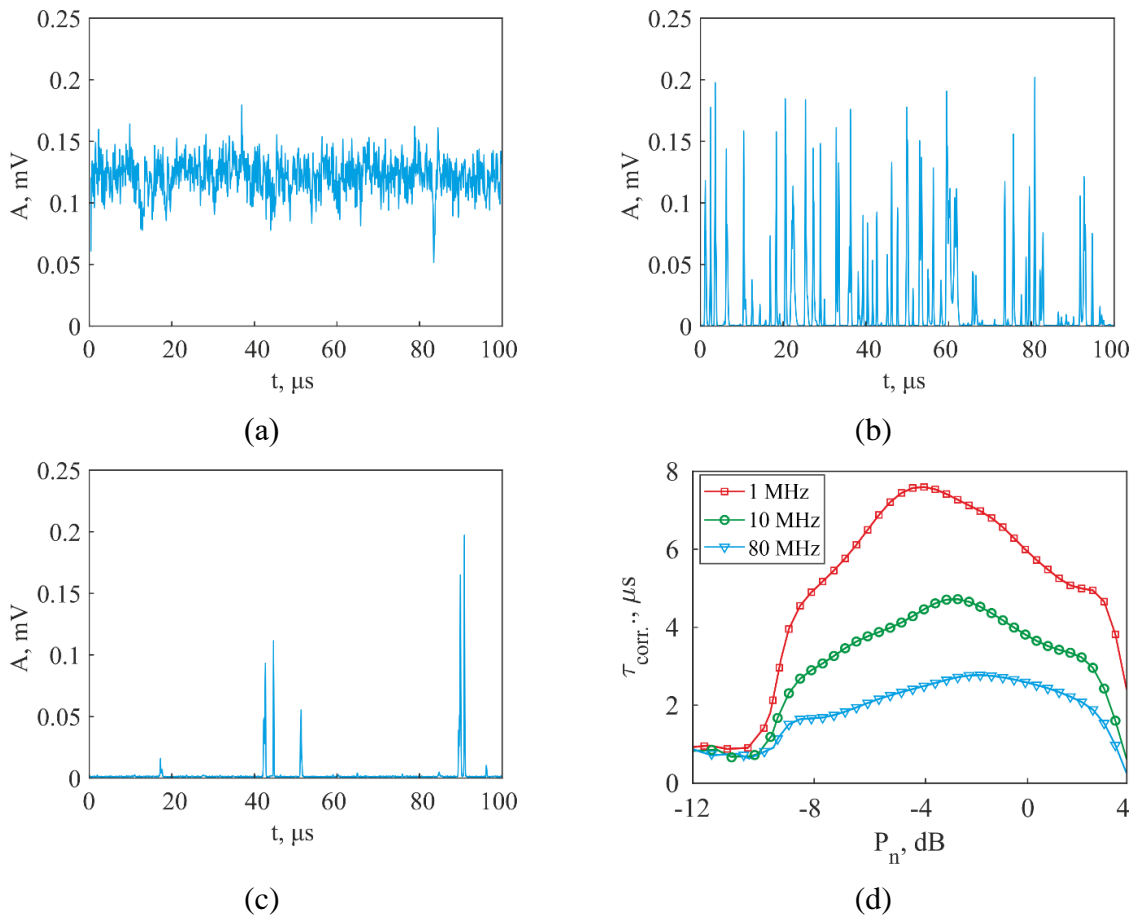 0.25
0.2
0.15
0.1
0.05
0
A, mV
0 20 40 60 80 100
t, μs
(a)
0.25
0.2
0.15
0.1
0.05
0
A, mV
0 20 40 60 80 100
t, μs
(b)
0.25
0.2
0.15
0.1
0.05
0
A, mV
0 20 40 60 80 100
t, μs
(c)
8
6
4
2
0
τcorr., μs
1 MHz
10 MHz
80 MHz
-12 -8 -4 0 4
Pn, dB
(d)